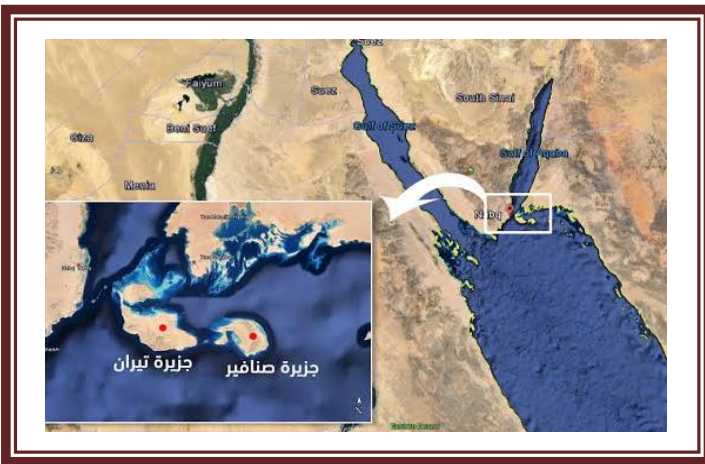 Suez
Faiyum
Suez
South Sinai
Beni Suef
Gulf of Suez
Giza
Gulf of Aqaba
Menia
Nabq
جزيرة تيران
جزيرة صنافير
N